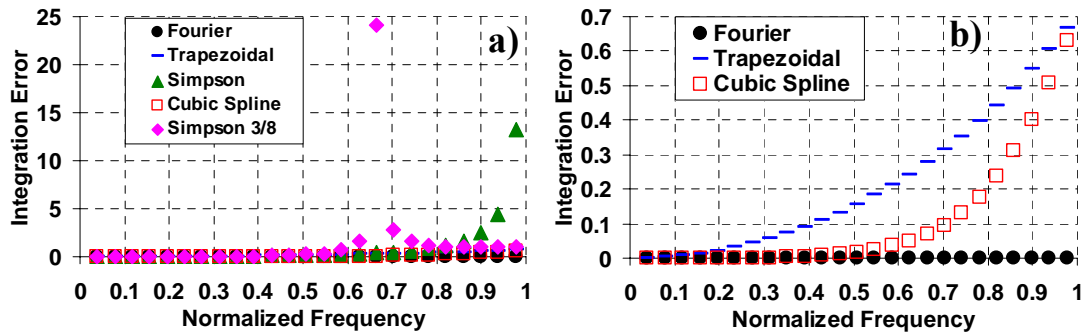 a)
Integration Error
25
20
15
10
5
0
Fourier
Trapezoidal
Simpson
Cubic Spline
Simpson 3/8
0 0.1 0.2 0.3 0.4 0.5 0.6 0.7 0.8 0.9 1
Normalized Frequency
b)
Integration Error
0.7
0.6
0.5
0.4
0.3
0.2
0.1
0
Fourier
Trapezoidal
Cubic Spline
0 0.1 0.2 0.3 0.4 0.5 0.6 0.7 0.8 0.9 1
Normalized Frequency